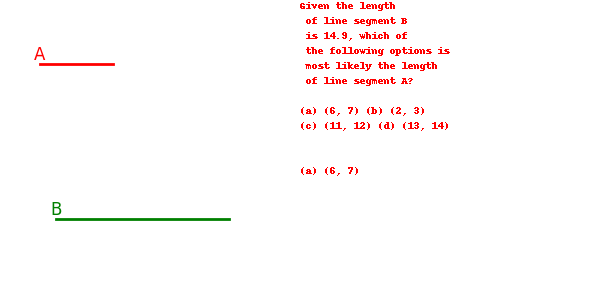 A
B
Given the length
of line segment B
is 14.9, which of
the following options is
most likely the length
of line segment A?
(a) (6, 7) (b) (2, 3)
(c) (11, 12) (d) (13, 14)
(a) (6, 7)